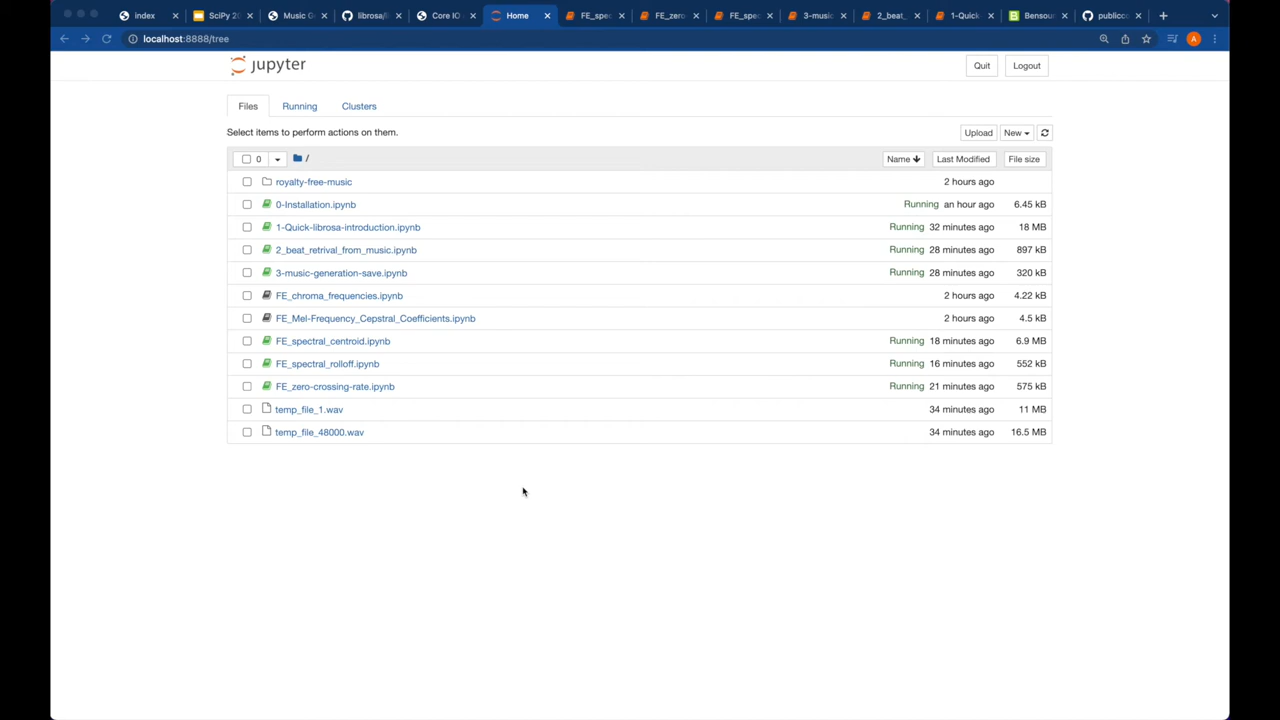 index
SciPy 20
Music G
librosa/li
Core IO
Home
FE_spec
FE_zero
FE_spec
3-music
2_beat_
1-Quick
Bensour
publicco
localhost:8888/tree
A
jupyter
Quit
Logout
Files
Running
Clusters
Select items to perform actions on them.
Upload
New
0
/
Name
Last Modified
File size
royalty-free-music 2 hours ago
0-Installation.ipynb Running an hour ago 6.45 kB
1-Quick-librosa-introduction.ipynb Running 32 minutes ago 18 MB
2_beat_retrival_from_music.ipynb Running 28 minutes ago 897 kB
3-music-generation-save.ipynb Running 28 minutes ago 320 kB
FE_chroma_frequencies.ipynb 2 hours ago 4.22 kB
FE_Mel-Frequency_Cepstral_Coefficients.ipynb 2 hours ago 4.5 kB
FE_spectral_centroid.ipynb Running 18 minutes ago 6.9 MB
FE_spectral_rolloff.ipynb Running 16 minutes ago 552 kB
FE_zero-crossing-rate.ipynb Running 21 minutes ago 575 kB
temp_file_1.wav 34 minutes ago 11 MB
temp_file_48000.wav 34 minutes ago 16.5 MB